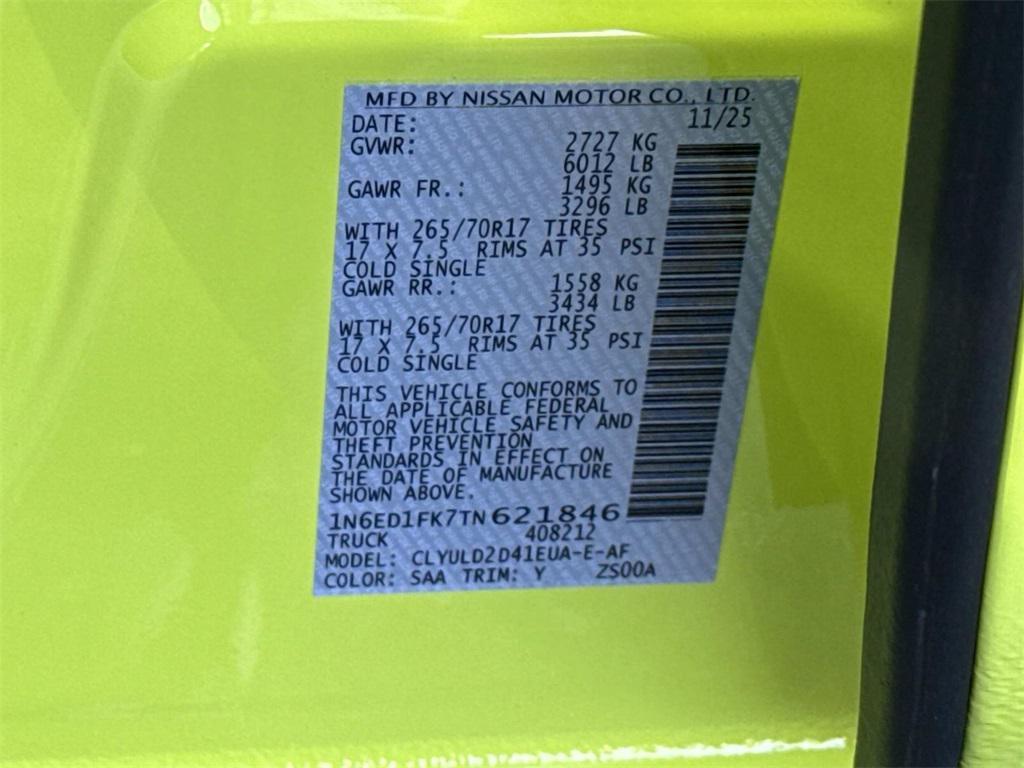 MFD BY NISSAN MOTOR CO., LTD.
DATE: 11/25
GVWR: 2727 KG
6012 LB
GAWR FR.: 1495 KG
3296 LB
WITH 265/70R17 TIRES
17 X 7.5 RIMS AT 35 PSI
COLD SINGLE
GAWR RR.: 1558 KG
3434 LB
WITH 265/70R17 TIRES
17 X 7.5 RIMS AT 35 PSI
COLD SINGLE
THIS VEHICLE CONFORMS TO
ALL APPLICABLE FEDERAL
MOTOR VEHICLE SAFETY AND
THEFT PREVENTION
STANDARDS IN EFFECT ON
THE DATE OF MANUFACTURE
SHOWN ABOVE.
1N6ED1FK7TN621846
TRUCK 408212
MODEL: CLYULD2D41EUA-E-AF
COLOR: SAA TRIM: Y ZS00A